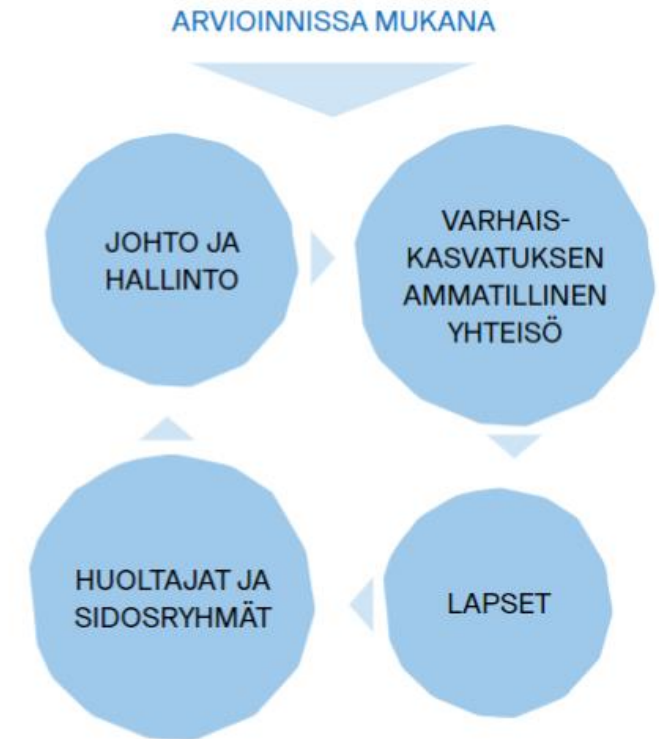 ARVIOINNISSA MUKANA
JOHTO JA
HALLINTO
VARHAIS-
KASVATUKSEN
AMMATILLINEN
YHTEISÖ
HUOLTAJAT JA
SIDOSRYHMÄT
LAPSET